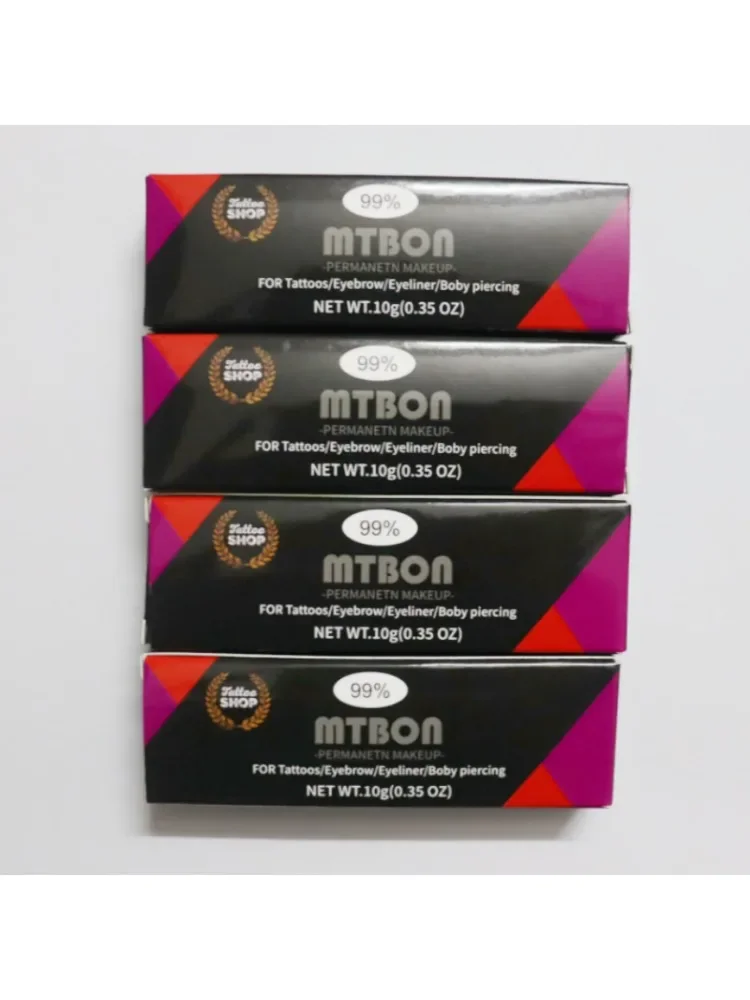 Tattoo
SHOP
99%
MTBON
-PERMANETN MAKEUP-
FOR Tattoos/Eyebrow/Eyeliner/Boby piercing
NET WT.10g(0.35 OZ)
Tattoo
SHOP
99%
MTBON
-PERMANETN MAKEUP-
FOR Tattoos/Eyebrow/Eyeliner/Boby piercing
NET WT.10g(0.35 OZ)
Tattoo
SHOP
99%
MTBON
-PERMANETN MAKEUP-
FOR Tattoos/Eyebrow/Eyeliner/Boby piercing
NET WT.10g(0.35 OZ)
Tattoo
SHOP
99%
MTBON
-PERMANETN MAKEUP-
FOR Tattoos/Eyebrow/Eyeliner/Boby piercing
NET WT.10g(0.35 OZ)